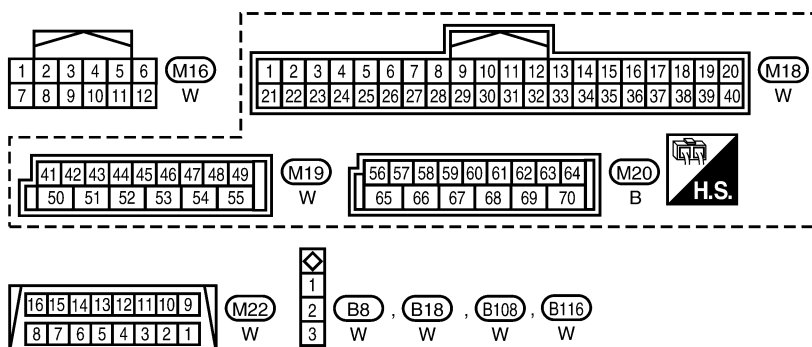 1 2 3 4 5 6 M16
7 8 9 10 11 12 W
1 2 3 4 5 6 7 8 9 10 11 12 13 14 15 16 17 18 19 20 M18
21 22 23 24 25 26 27 28 29 30 31 32 33 34 35 36 37 38 39 40 W
41 42 43 44 45 46 47 48 49 M19
50 51 52 53 54 55 W
56 57 58 59 60 61 62 63 64 M20
65 66 67 68 69 70 B
H.S.
16 15 14 13 12 11 10 9 M22
8 7 6 5 4 3 2 1 W
1
2 B8 , B18 , B108 , B116
3 W W W W